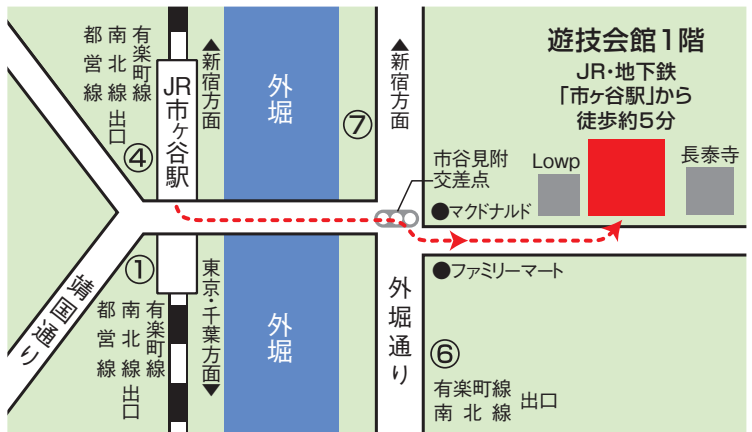 有楽町線
南北線
都営線
出口
④
JR市ヶ谷駅
▲新宿方面
外堀
⑦
▲新宿方面
遊技会館1階
JR・地下鉄
「市ヶ谷駅」から
徒歩約5分
市谷見附
交差点
Lowp
長泰寺
●マクドナルド
●ファミリーマート
①
靖国通り
有楽町線
南北線
都営線
出口
東京・千葉方面▼
外堀
外堀通り
⑥
有楽町線
南北線
出口